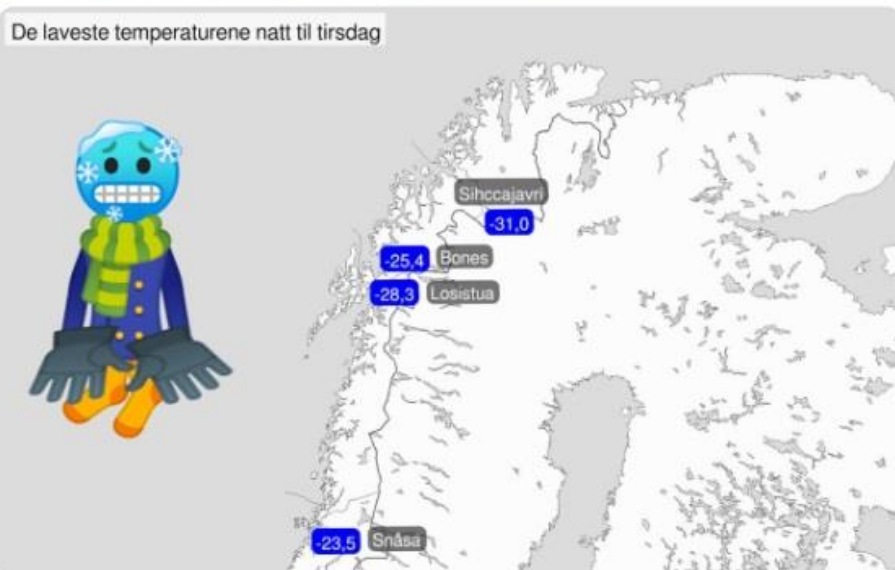 De laveste temperaturene natt til tirsdag
Sihccajavri
-31,0
-25,4 Bones
-28,3 Losistua
-23,5 Snåsa